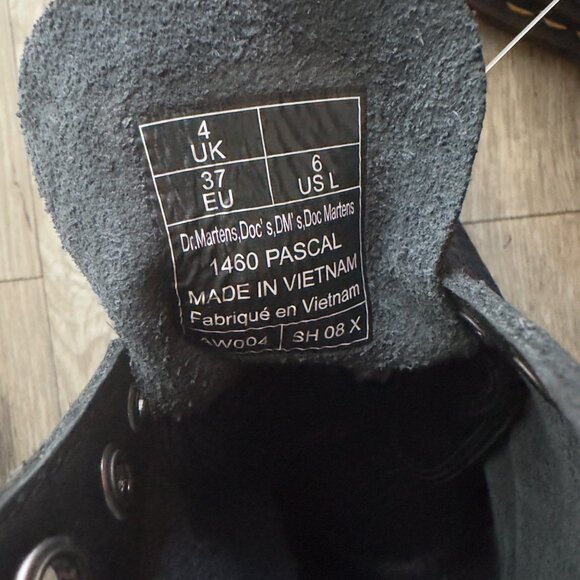 4
UK
37
EU
6
US L
Dr.Martens,Doc's,DM's,Doc Martens
1460 PASCAL
MADE IN VIETNAM
Fabriqué en Vietnam
AW004 SH 08 X